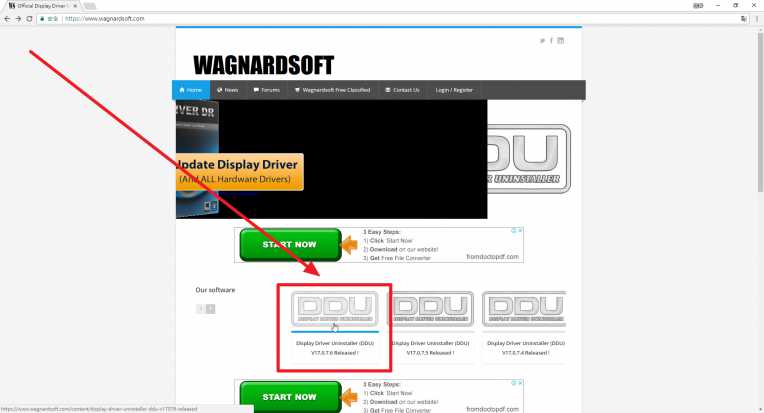 Official Display Driver
安全
https://www.wagnardsoft.com
WAGNARDSOFT
Home
News
Forums
Wagnardsoft Free Classified
Contact Us
Login / Register
IVER DR
Update Display Driver
(And ALL Hardware Drivers)
DDU
ER UNINSTALLER
START NOW
3 Easy Steps:
1) Click 'Start Now'
2) Download on our website!
3) Get Free File Converter
fromdoctopdf.com
Our software
DDU
DISPLAY DRIVER UNINSTALLER
Display Driver Uninstaller (DDU)
V17.0.7.6 Released !
DDU
DISPLAY DRIVER UNINSTALLER
Display Driver Uninstaller (DDU)
V17.0.7.5 Released !
DDU
DISPLAY DRIVER UNINSTALLER
Display Driver Uninstaller (DDU)
V17.0.7.4 Released !
START NOW
3 Easy Steps:
1) Click 'Start Now'
2) Download on our website!
3) Get Free File Converter
fromdoctopdf.com
https://www.wagnardsoft.com/content/display-driver-uninstaller-ddu-v17076-released